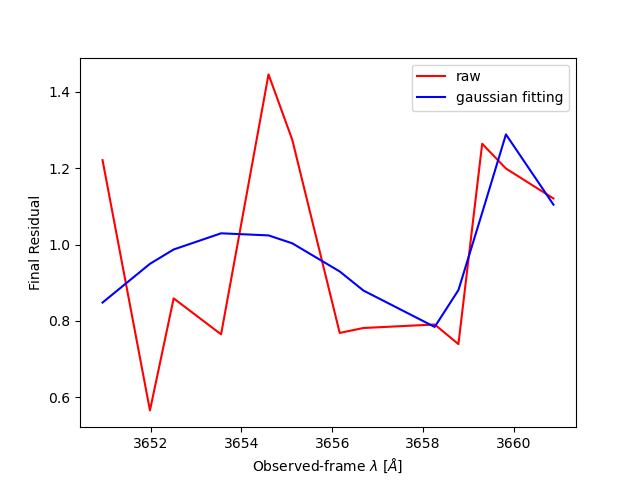 raw
gaussian fitting
1.4
1.2
1.0
0.8
0.6
Final Residual
3652
3654
3656
3658
3660
Observed-frame λ [Å]